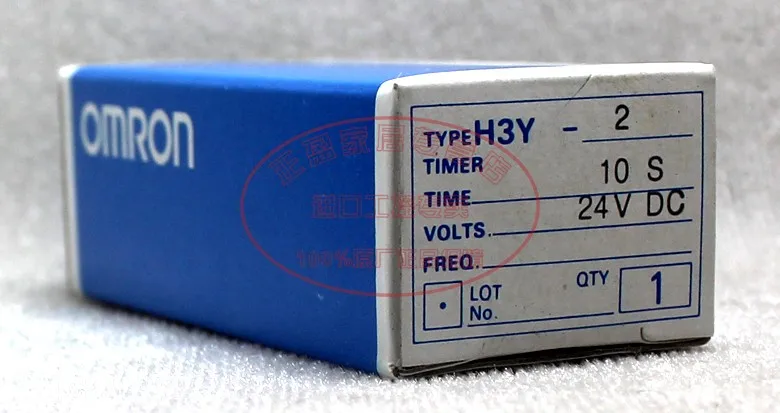 OMRON
TYPE H3Y - 2
TIMER
TIME 10 S
VOLTS. 24V DC
FREQ.
LOT No. QTY 1